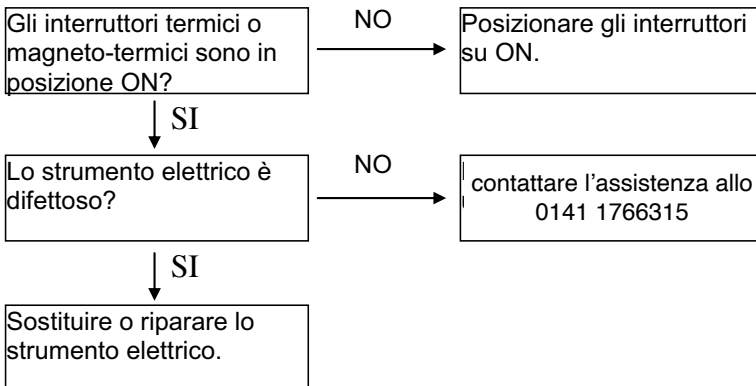 Gli interruttori termici o
magneto-termici sono in
posizione ON?
NO
Posizionare gli interruttori
su ON.
SI
Lo strumento elettrico è
difettoso?
NO
contattare l'assistenza allo
0141 1766315
SI
Sostituire o riparare lo
strumento elettrico.